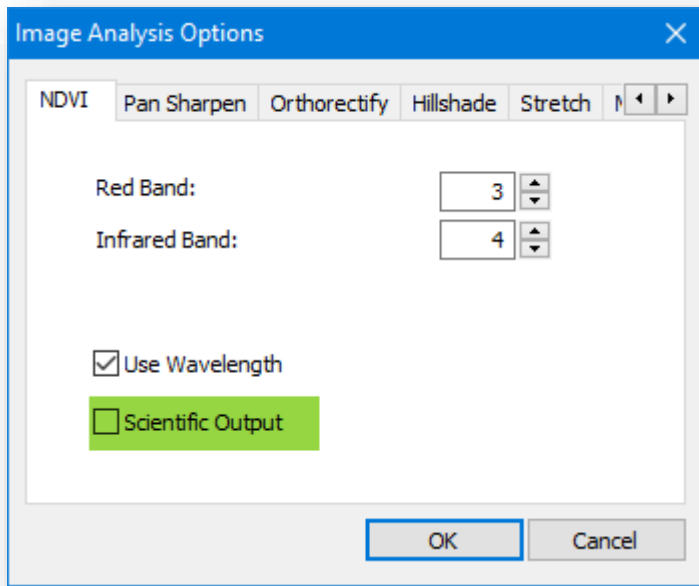 Image Analysis Options
NDVI Pan Sharpen Orthorectify Hillshade Stretch
Red Band: 3
Infrared Band: 4
Use Wavelength
Scientific Output
OK Cancel